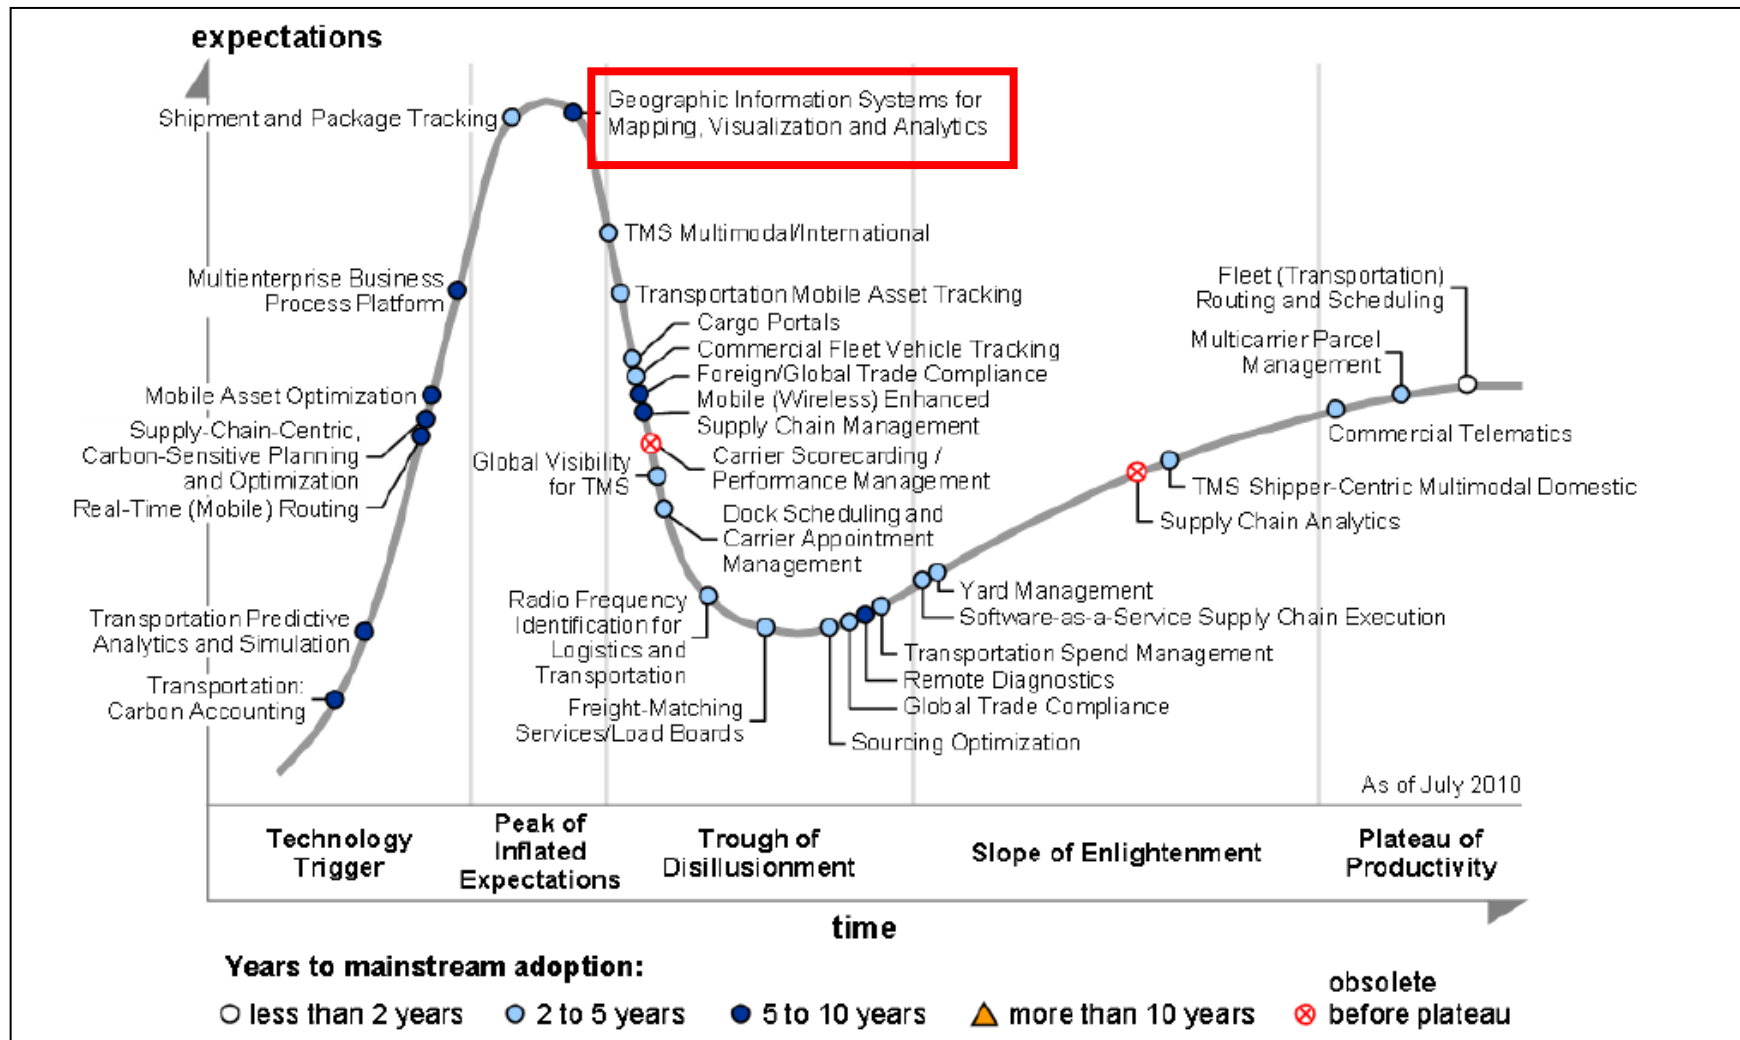 expectations
Shipment and Package Tracking
Geographic Information Systems for
Mapping, Visualization and Analytics
TMS Multimodal/International
Multienterprise Business
Process Platform
Transportation Mobile Asset Tracking
Cargo Portals
Commercial Fleet Vehicle Tracking
Foreign/Global Trade Compliance
Mobile (Wireless) Enhanced
Supply Chain Management
Carrier Scorecarding /
Performance Management
Mobile Asset Optimization
Supply-Chain-Centric,
Carbon-Sensitive Planning
and Optimization
Real-Time (Mobile) Routing
Global Visibility
for TMS
Dock Scheduling and
Carrier Appointment
Management
Transportation Predictive
Analytics and Simulation
Transportation:
Carbon Accounting
Radio Frequency
Identification for
Logistics and
Transportation
Freight-Matching
Services/Load Boards
Fleet (Transportation)
Routing and Scheduling
Multicarrier Parcel
Management
Commercial Telematics
TMS Shipper-Centric Multimodal Domestic
Supply Chain Analytics
Yard Management
Software-as-a-Service Supply Chain Execution
Transportation Spend Management
Remote Diagnostics
Global Trade Compliance
Sourcing Optimization
As of July 2010
Technology
Trigger
Peak of
Inflated
Expectations
Trough of
Disillusionment
Slope of Enlightenment
Plateau of
Productivity
time
Years to mainstream adoption:
less than 2 years
2 to 5 years
5 to 10 years
more than 10 years
obsolete
before plateau